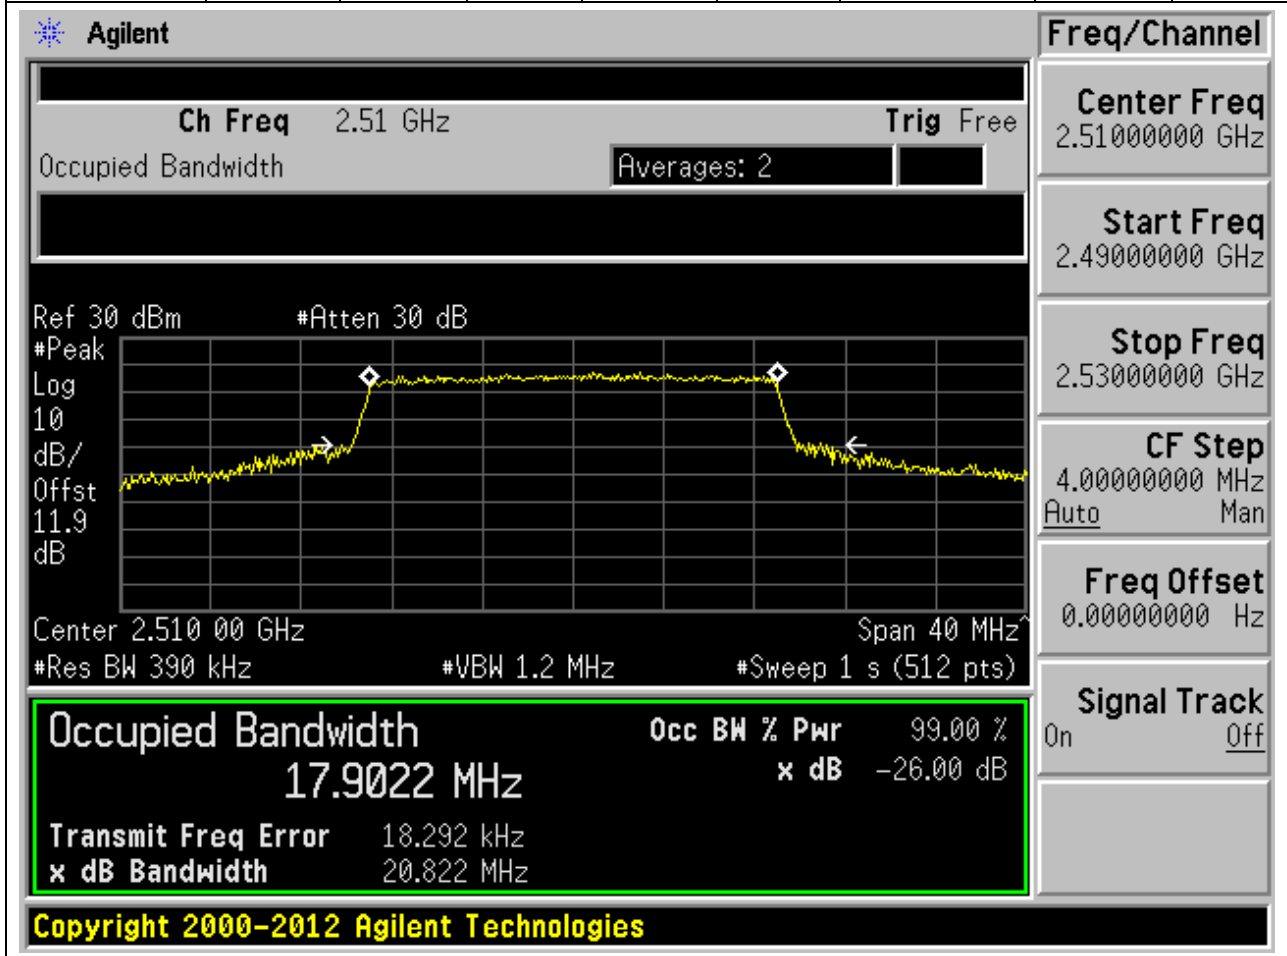 Agilent
Freq/Channel
Ch Freq 2.51 GHz Trig Free
Occupied Bandwidth Averages: 2
Center Freq
2.51000000 GHz
Start Freq
2.49000000 GHz
Stop Freq
2.53000000 GHz
CF Step
4.00000000 MHz
Auto Man
Freq Offset
0.00000000 Hz
Signal Track
On Off
Ref 30 dBm #Atten 30 dB
#Peak
Log
10
dB/
Offst
11.9
dB
Center 2.510 00 GHz Span 40 MHz^
#Res BW 390 kHz #VBW 1.2 MHz #Sweep 1 s (512 pts)
Occupied Bandwidth Occ BW % Pwr 99.00 %
17.9022 MHz x dB -26.00 dB
Transmit Freq Error 18.292 kHz
x dB Bandwidth 20.822 MHz
Copyright 2000-2012 Agilent Technologies